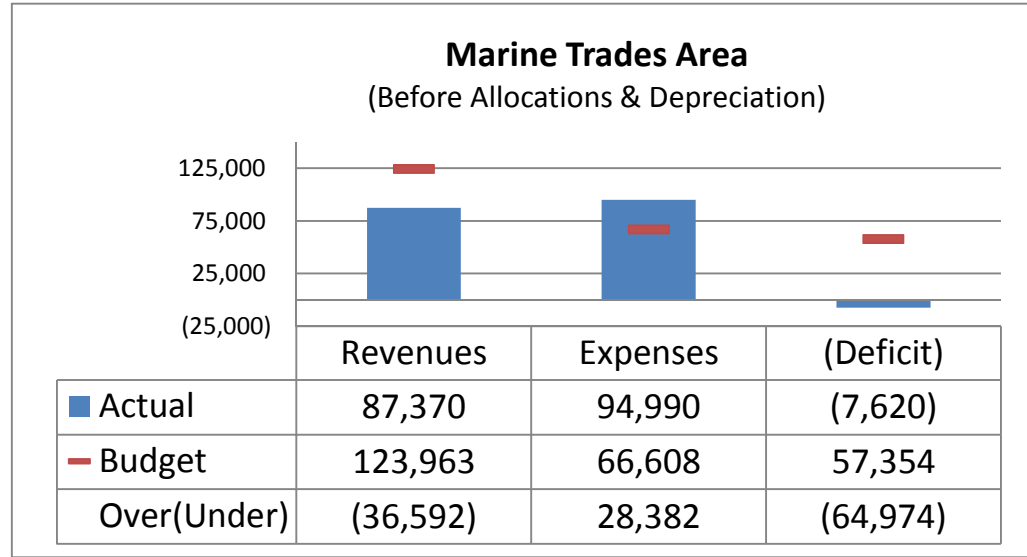 Marine Trades Area
(Before Allocations & Depreciation)
125,000
75,000
25,000
(25,000)
Revenues Expenses (Deficit)
Actual 87,370 94,990 (7,620)
Budget 123,963 66,608 57,354
Over(Under) (36,592) 28,382 (64,974)